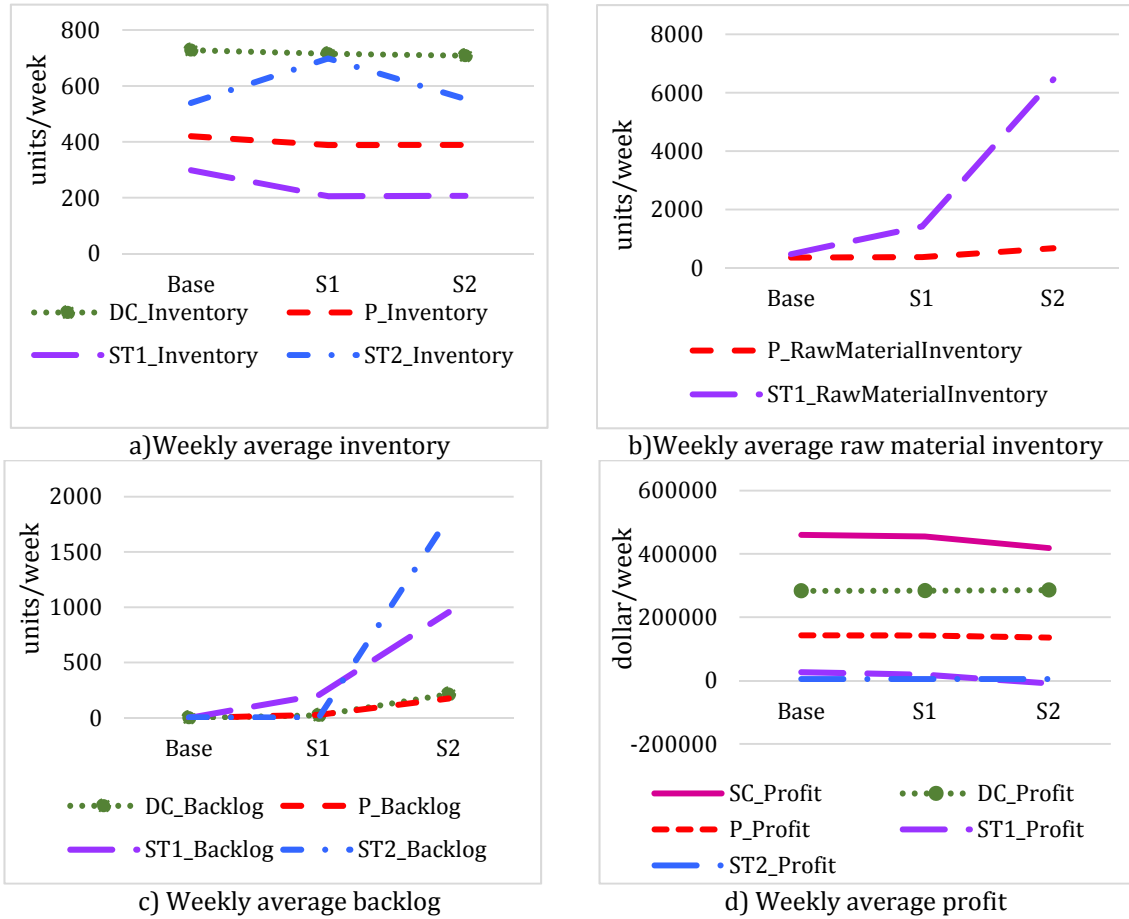 800
600
400
200
0
units/week
Base S1 S2
DC_Inventory P_Inventory
ST1_Inventory ST2_Inventory
a)Weekly average inventory
8000
6000
4000
2000
0
units/week
Base S1 S2
P_RawMaterialInventory
ST1_RawMaterialInventory
b)Weekly average raw material inventory
2000
1500
1000
500
0
units/week
Base S1 S2
DC_Backlog P_Backlog
ST1_Backlog ST2_Backlog
c) Weekly average backlog
600000
400000
200000
0
-200000
dollar/week
Base S1 S2
SC_Profit DC_Profit
P_Profit ST1_Profit
ST2_Profit
d) Weekly average profit